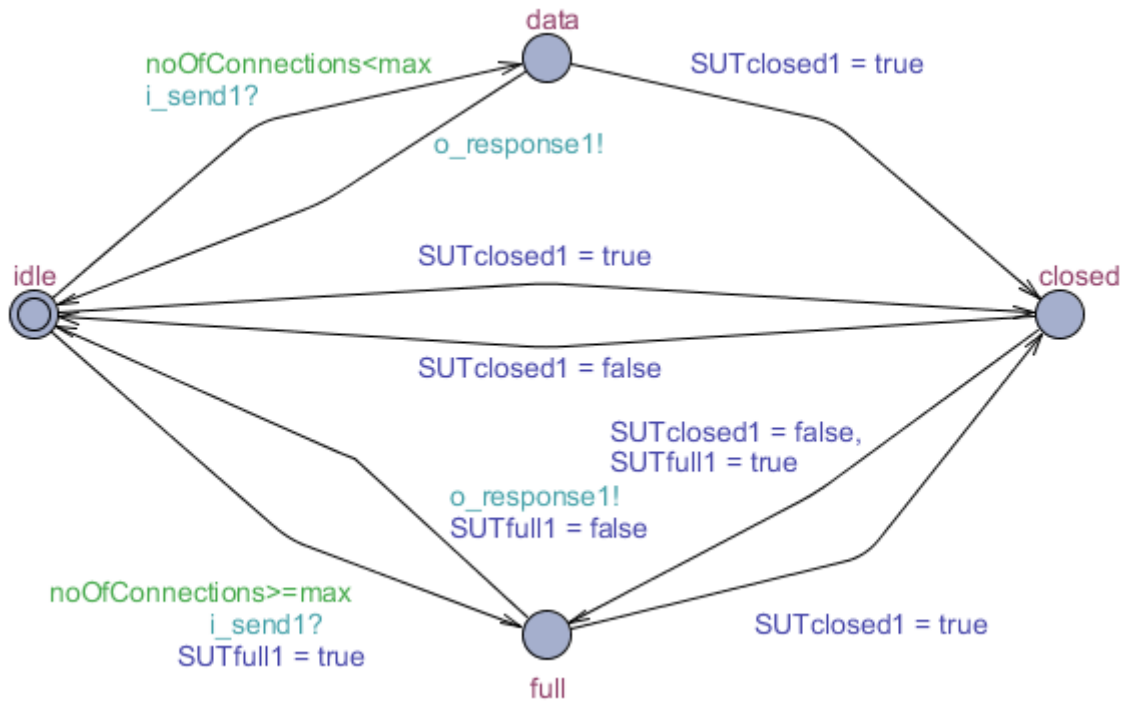 data
noOfConnections<max
i_send1?
SUTclosed1 = true
o_response1!
idle
SUTclosed1 = true
closed
SUTclosed1 = false
SUTclosed1 = false,
SUTfull1 = true
o_response1!
SUTfull1 = false
noOfConnections>=max
i_send1?
SUTfull1 = true
SUTclosed1 = true
full